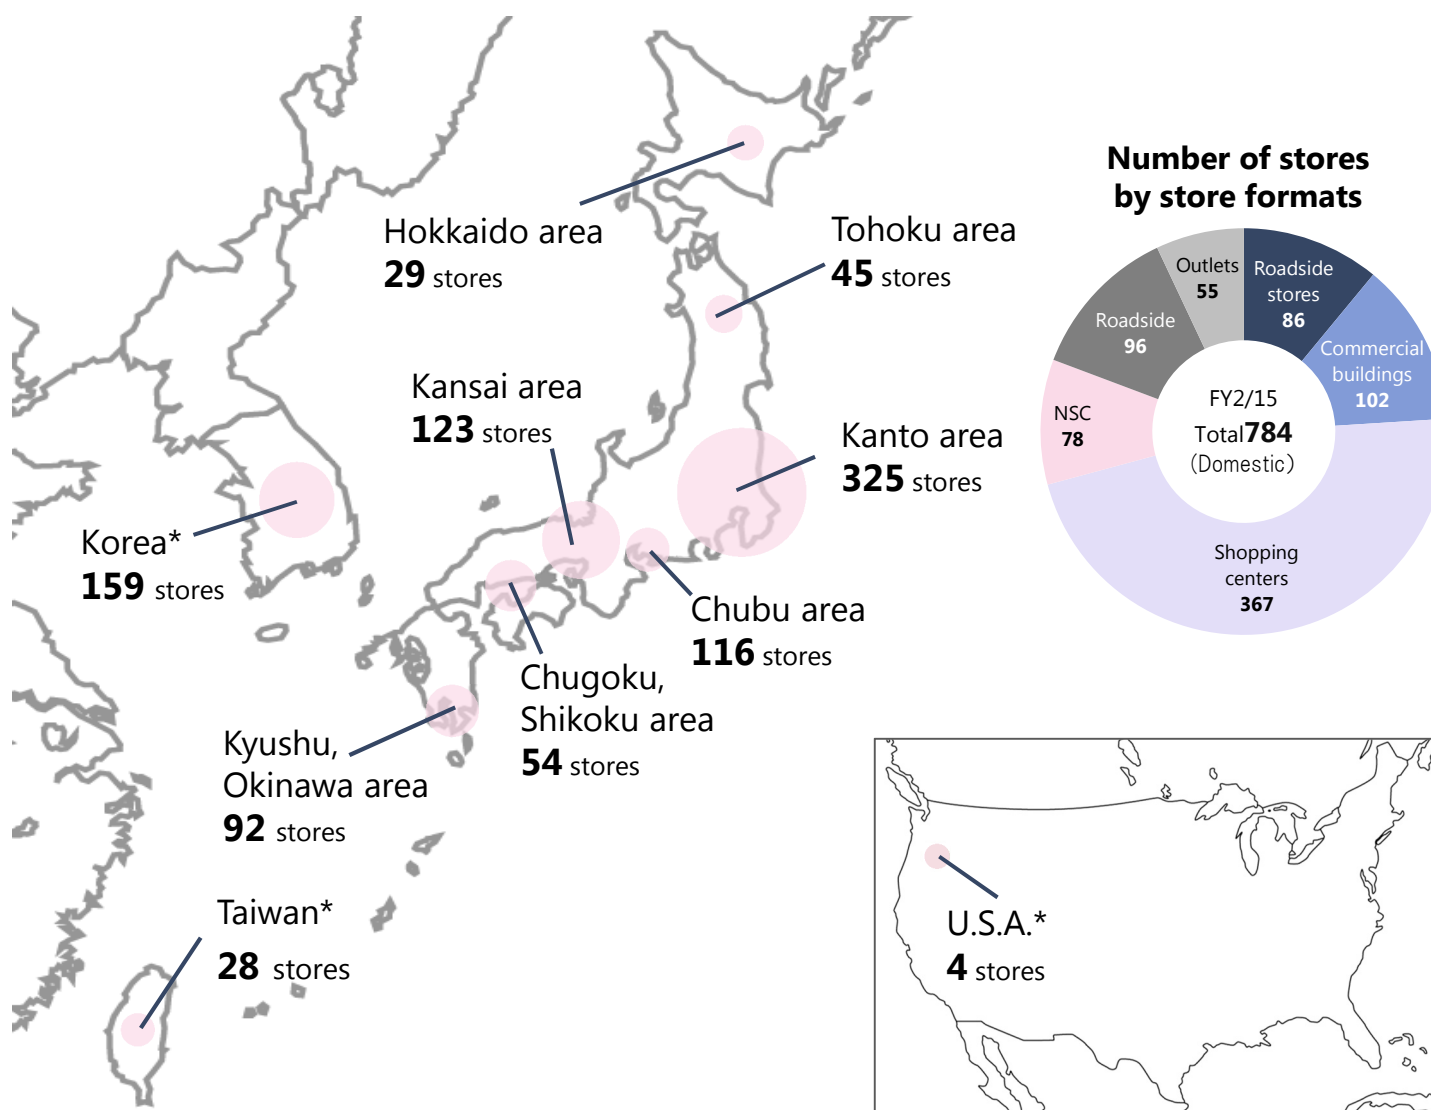 Number of stores
by store formats
Hokkaido area
29 stores
Tohoku area
45 stores
Kansai area
123 stores
Kanto area
325 stores
Korea*
159 stores
Chubu area
116 stores
Chugoku,
Shikoku area
54 stores
Kyushu,
Okinawa area
92 stores
Taiwan*
28 stores
U.S.A.*
4 stores
Outlets
55
Roadside
stores
86
Roadside
96
Commercial
buildings
102
NSC
78
FY2/15
Total784
(Domestic)
Shopping
centers
367